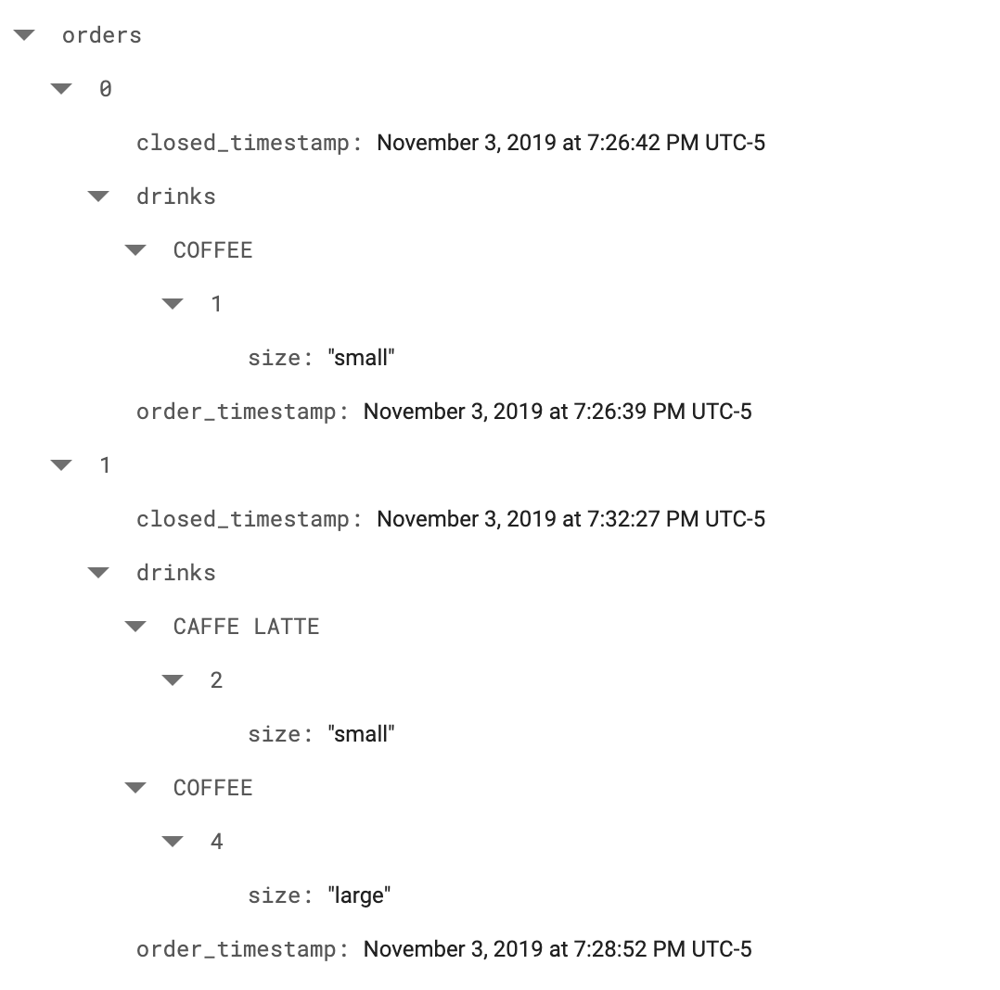 orders
0
closed_timestamp: November 3, 2019 at 7:26:42 PM UTC-5
drinks
COFFEE
1
size: "small"
order_timestamp: November 3, 2019 at 7:26:39 PM UTC-5
1
closed_timestamp: November 3, 2019 at 7:32:27 PM UTC-5
drinks
CAFFE LATTE
2
size: "small"
COFFEE
4
size: "large"
order_timestamp: November 3, 2019 at 7:28:52 PM UTC-5